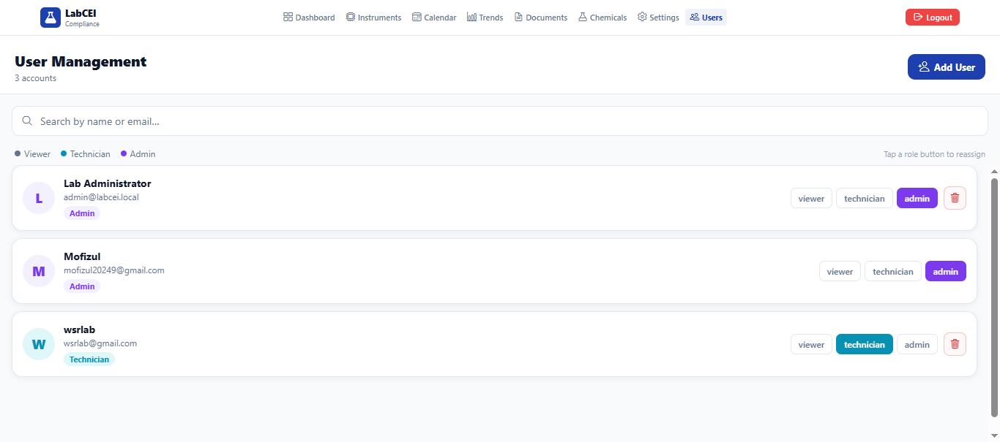 LabCEI
Compliance
Dashboard Instruments Calendar Trends Documents Chemicals Settings Users
Logout
User Management
3 accounts
Add User
Search by name or email...
Viewer Technician Admin
Tap a role button to reassign
L
Lab Administrator
admin@labcei.local
Admin
viewer technician admin
M
Mofizul
mofizul20249@gmail.com
Admin
viewer technician admin
W
wsrlab
wsrlab@gmail.com
Technician
viewer technician admin